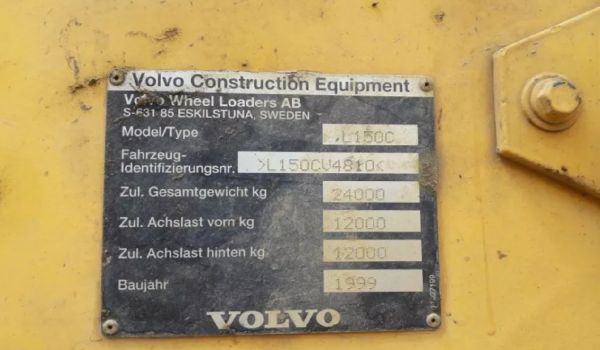 Volvo Construction Equipment
Volvo Wheel Loaders AB
S-631 85 ESKILSTUNA, SWEDEN
Model/Type L150C
Fahrzeug-
Identifizierungsnr. >L150CV4810<
Zul. Gesamtgewicht kg 24000
Zul. Achslast vorn kg 12000
Zul. Achslast hinten kg 12000
Baujahr 1999
VOLVO